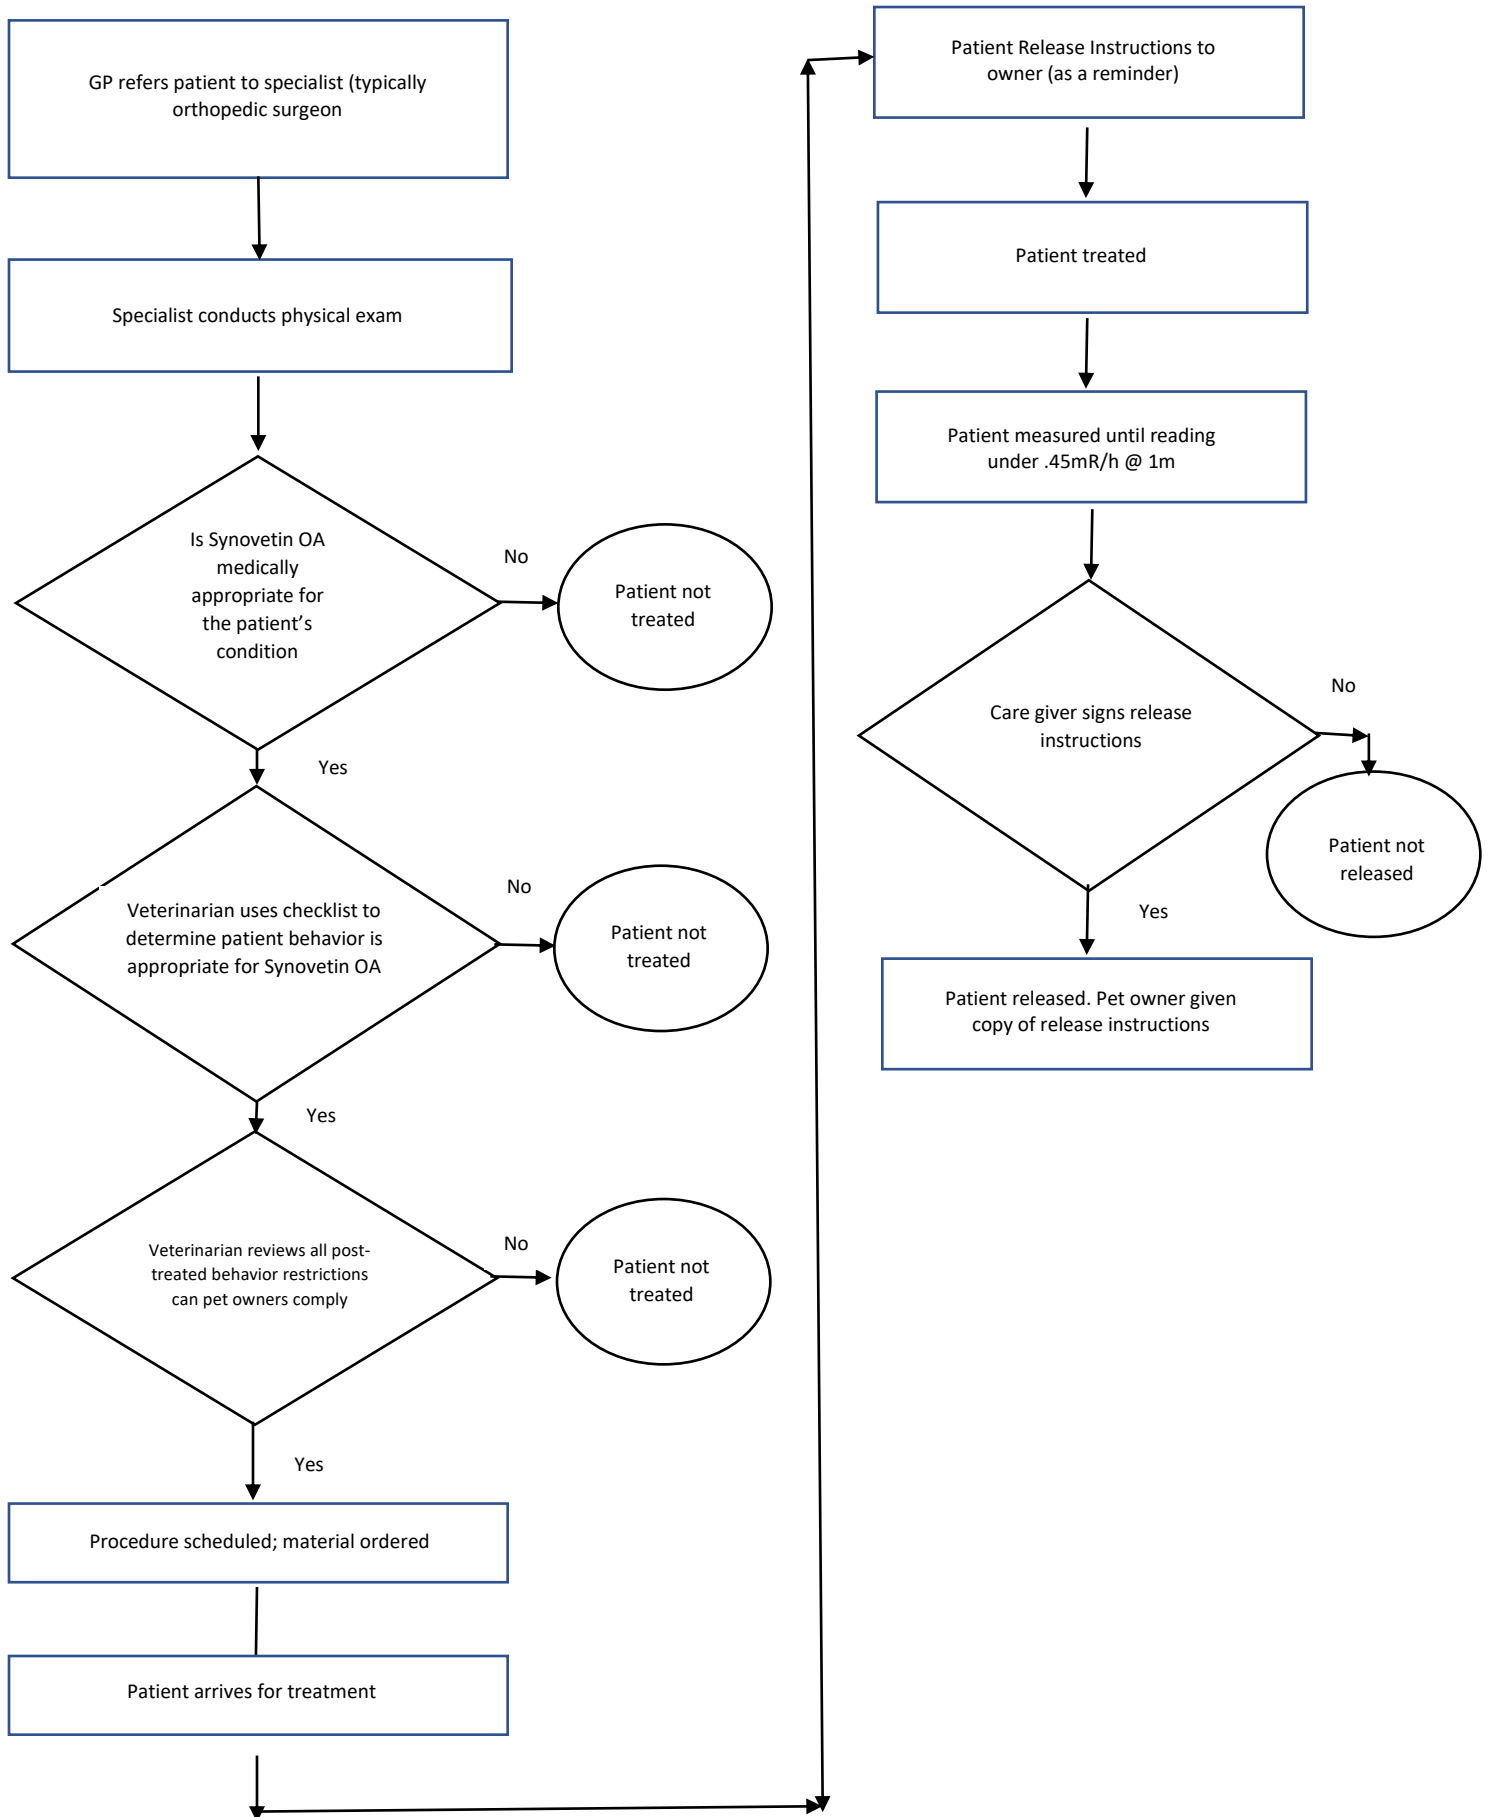 GP refers patient to specialist (typically
orthopedic surgeon
Specialist conducts physical exam
Is Synovetin OA
medically
appropriate for
the patient’s
condition
No
Patient not
treated
Yes
Veterinarian uses checklist to
determine patient behavior is
appropriate for Synovetin OA
No
Patient not
treated
Yes
Veterinarian reviews all post-
treated behavior restrictions
can pet owners comply
No
Patient not
treated
Yes
Procedure scheduled; material ordered
Patient arrives for treatment
Patient Release Instructions to
owner (as a reminder)
Patient treated
Patient measured until reading
under .45mR/h @ 1m
Care giver signs release
instructions
No
Patient not
released
Yes
Patient released. Pet owner given
copy of release instructions